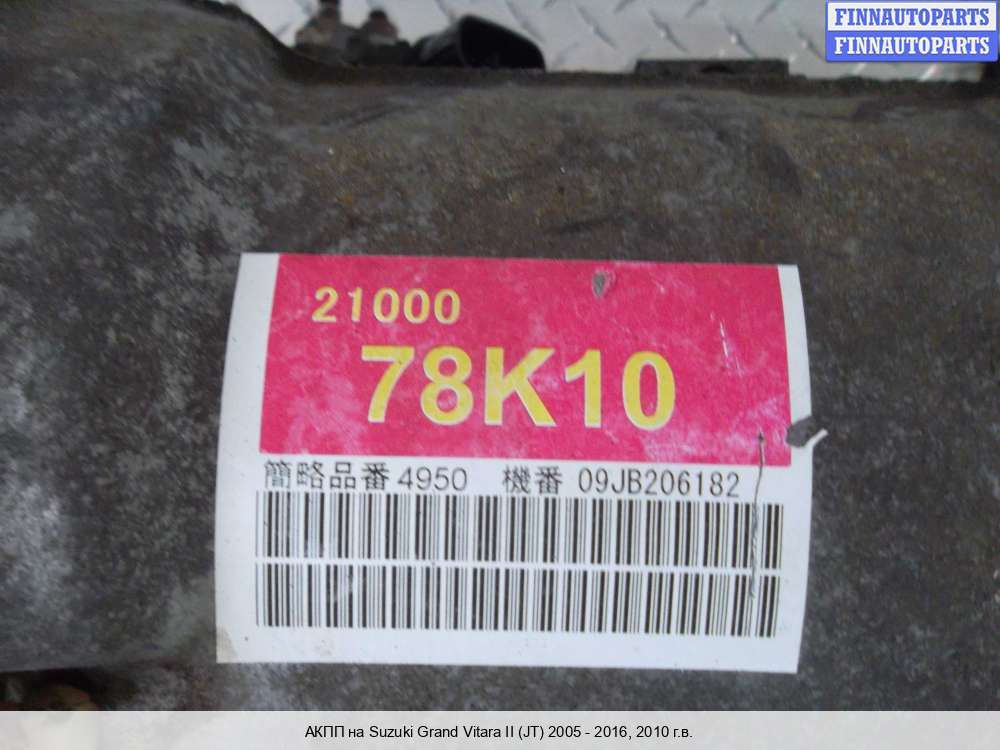 FINNAUTOPARTS
FINNAUTOPARTS
21000
78K10
簡略品番 4950 機番 09JB206182
АКПП на Suzuki Grand Vitara II (JT) 2005 - 2016, 2010 г.в.